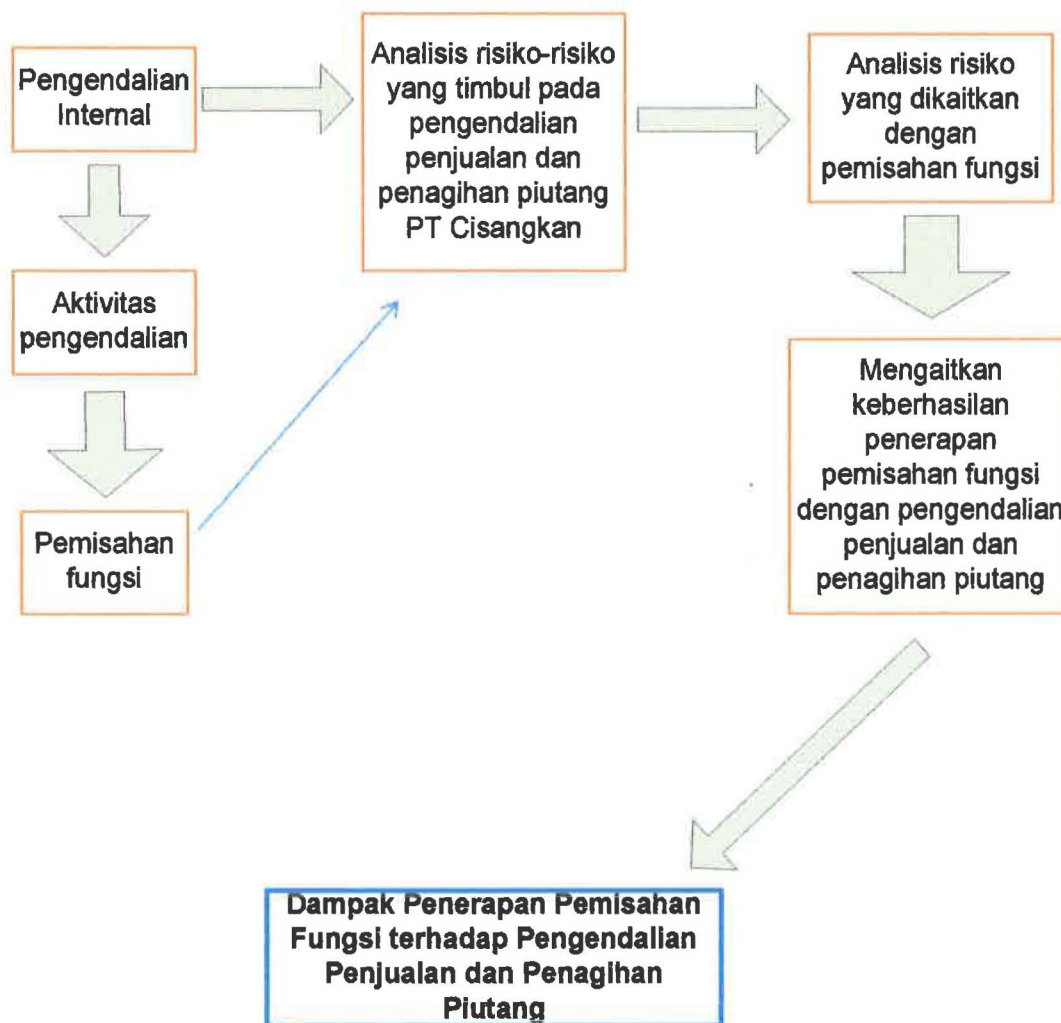 Pengendalian
Internal
Analisis risiko-risiko
yang timbul pada
pengendalian
penjualan dan
penagihan piutang
PT Cisangkan
Analisis risiko
yang dikaitkan
dengan
pemisahan fungsi
Aktivitas
pengendalian
Mengaitkan
keberhasilan
penerapan
pemisahan fungsi
dengan pengendalian
penjualan dan
penagihan piutang
Pemisahan
fungsi
Dampak Penerapan Pemisahan
Fungsi terhadap Pengendalian
Penjualan dan Penagihan
Piutang